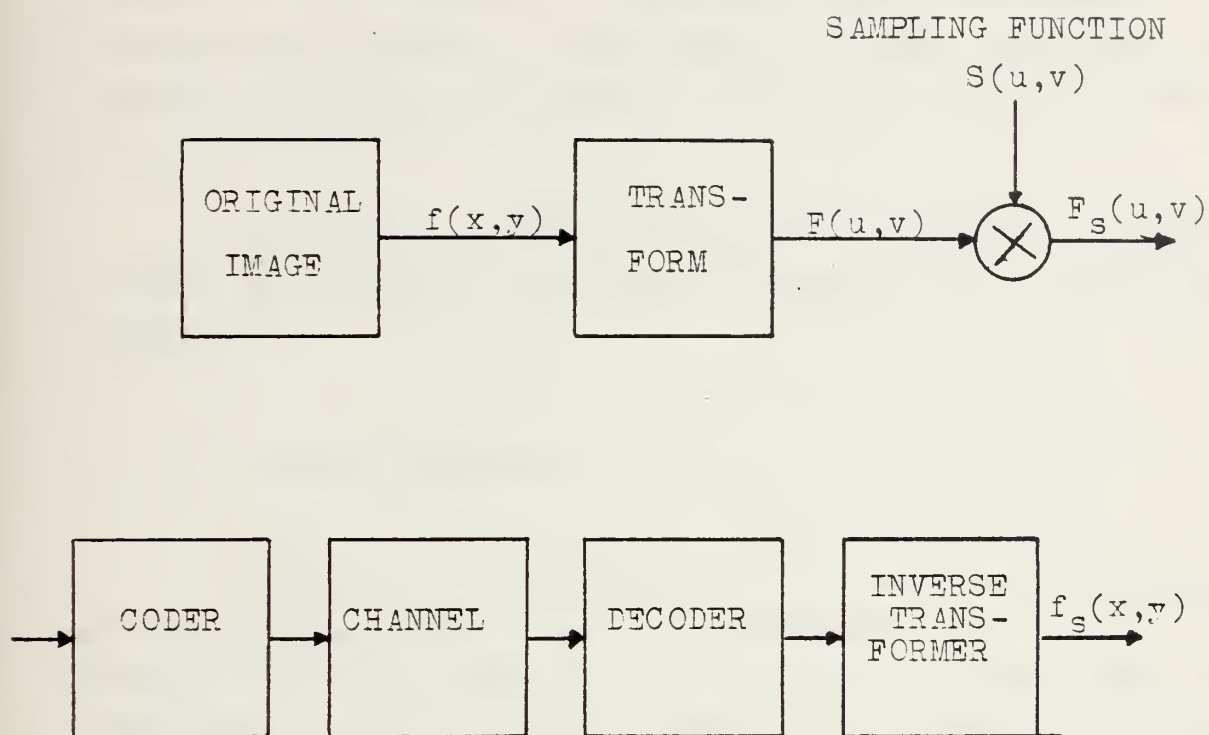 SAMPLING FUNCTION
S(u,v)
ORIGINAL
IMAGE
f(x,y)
TRANS-
FORM
F(u,v)
F_s(u,v)
CODER
CHANNEL
DECODER
INVERSE
TRANS-
FORMER
f_s(x,y)